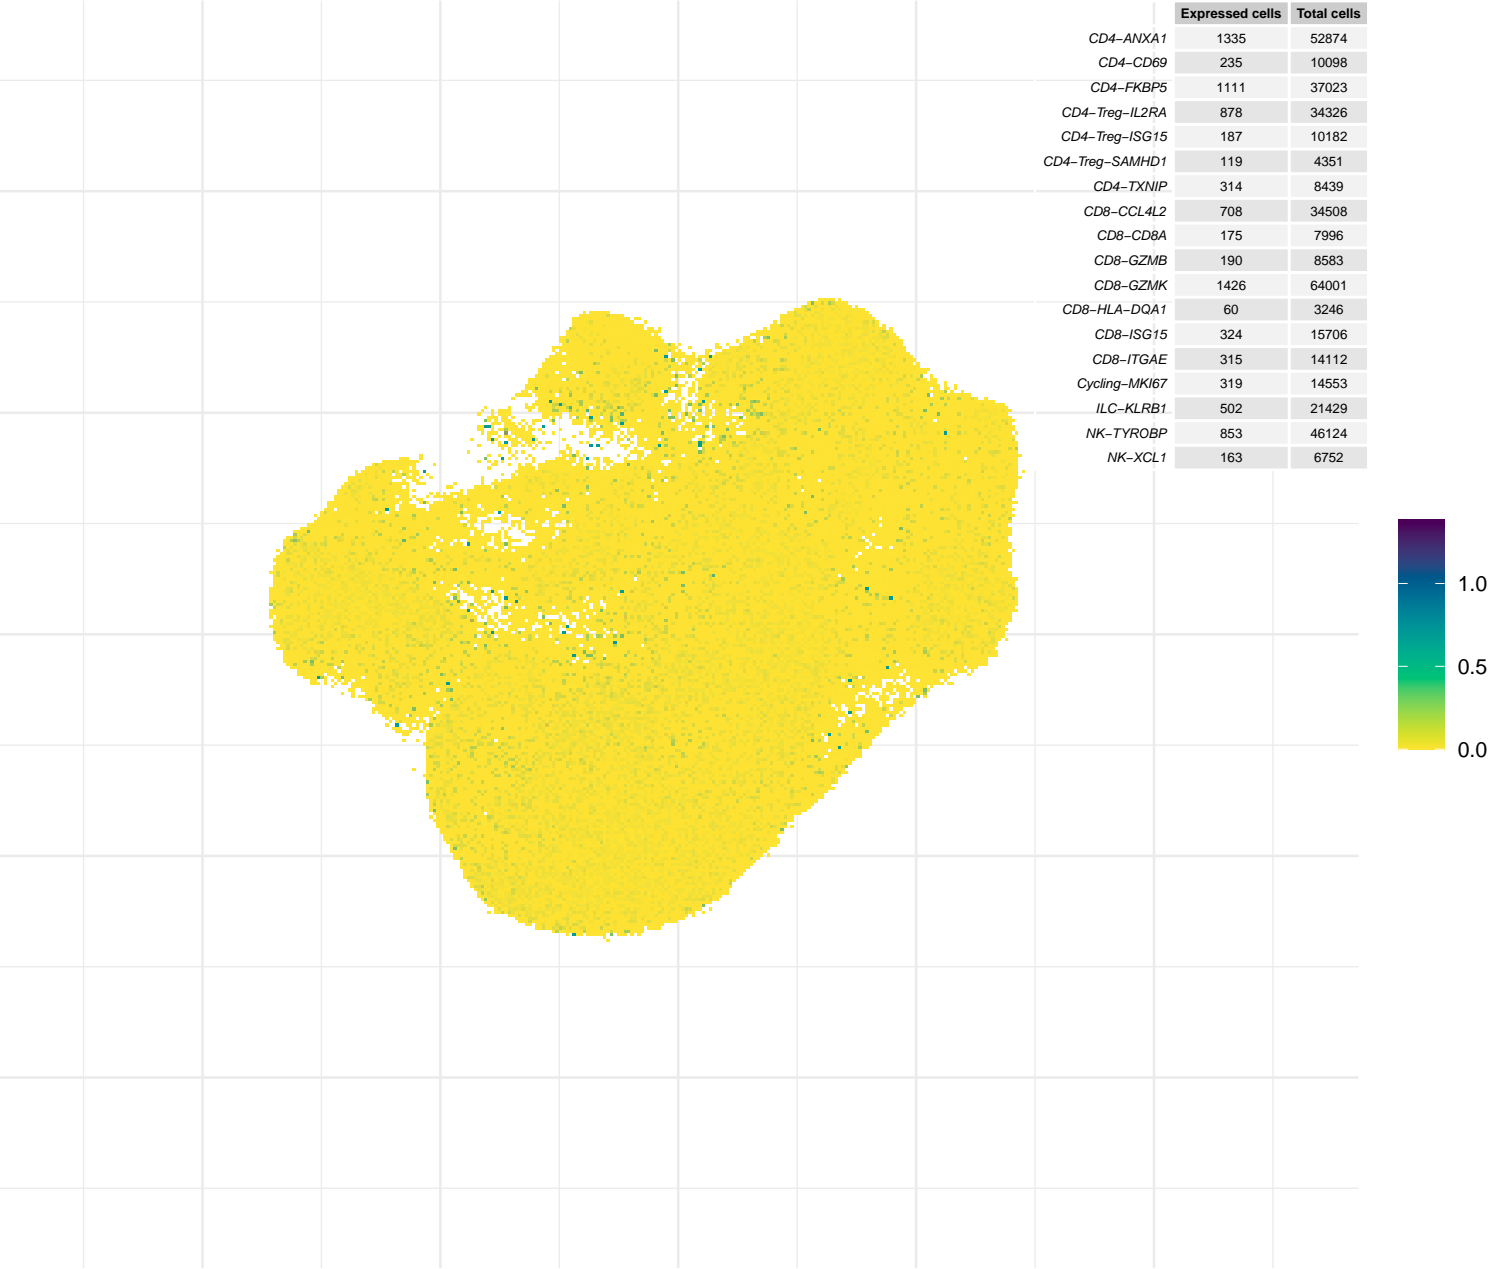 Expressed cells Total cells
CD4−ANXA1 1335 52874
CD4−CD69 235 10098
CD4−FKBP5 1111 37023
CD4−Treg−IL2RA 878 34326
CD4−Treg−ISG15 187 10182
CD4−Treg−SAMHD1 119 4351
CD4−TXNIP 314 8439
CD8−CCL4L2 708 34508
CD8−CD8A 175 7996
CD8−GZMB 190 8583
CD8−GZMK 1426 64001
CD8−HLA−DQA1 60 3246
CD8−ISG15 324 15706
CD8−ITGAE 315 14112
Cycling−MKI67 319 14553
ILC−KLRB1 502 21429
NK−TYROBP 853 46124
NK−XCL1 163 6752
1.0
0.5
0.0